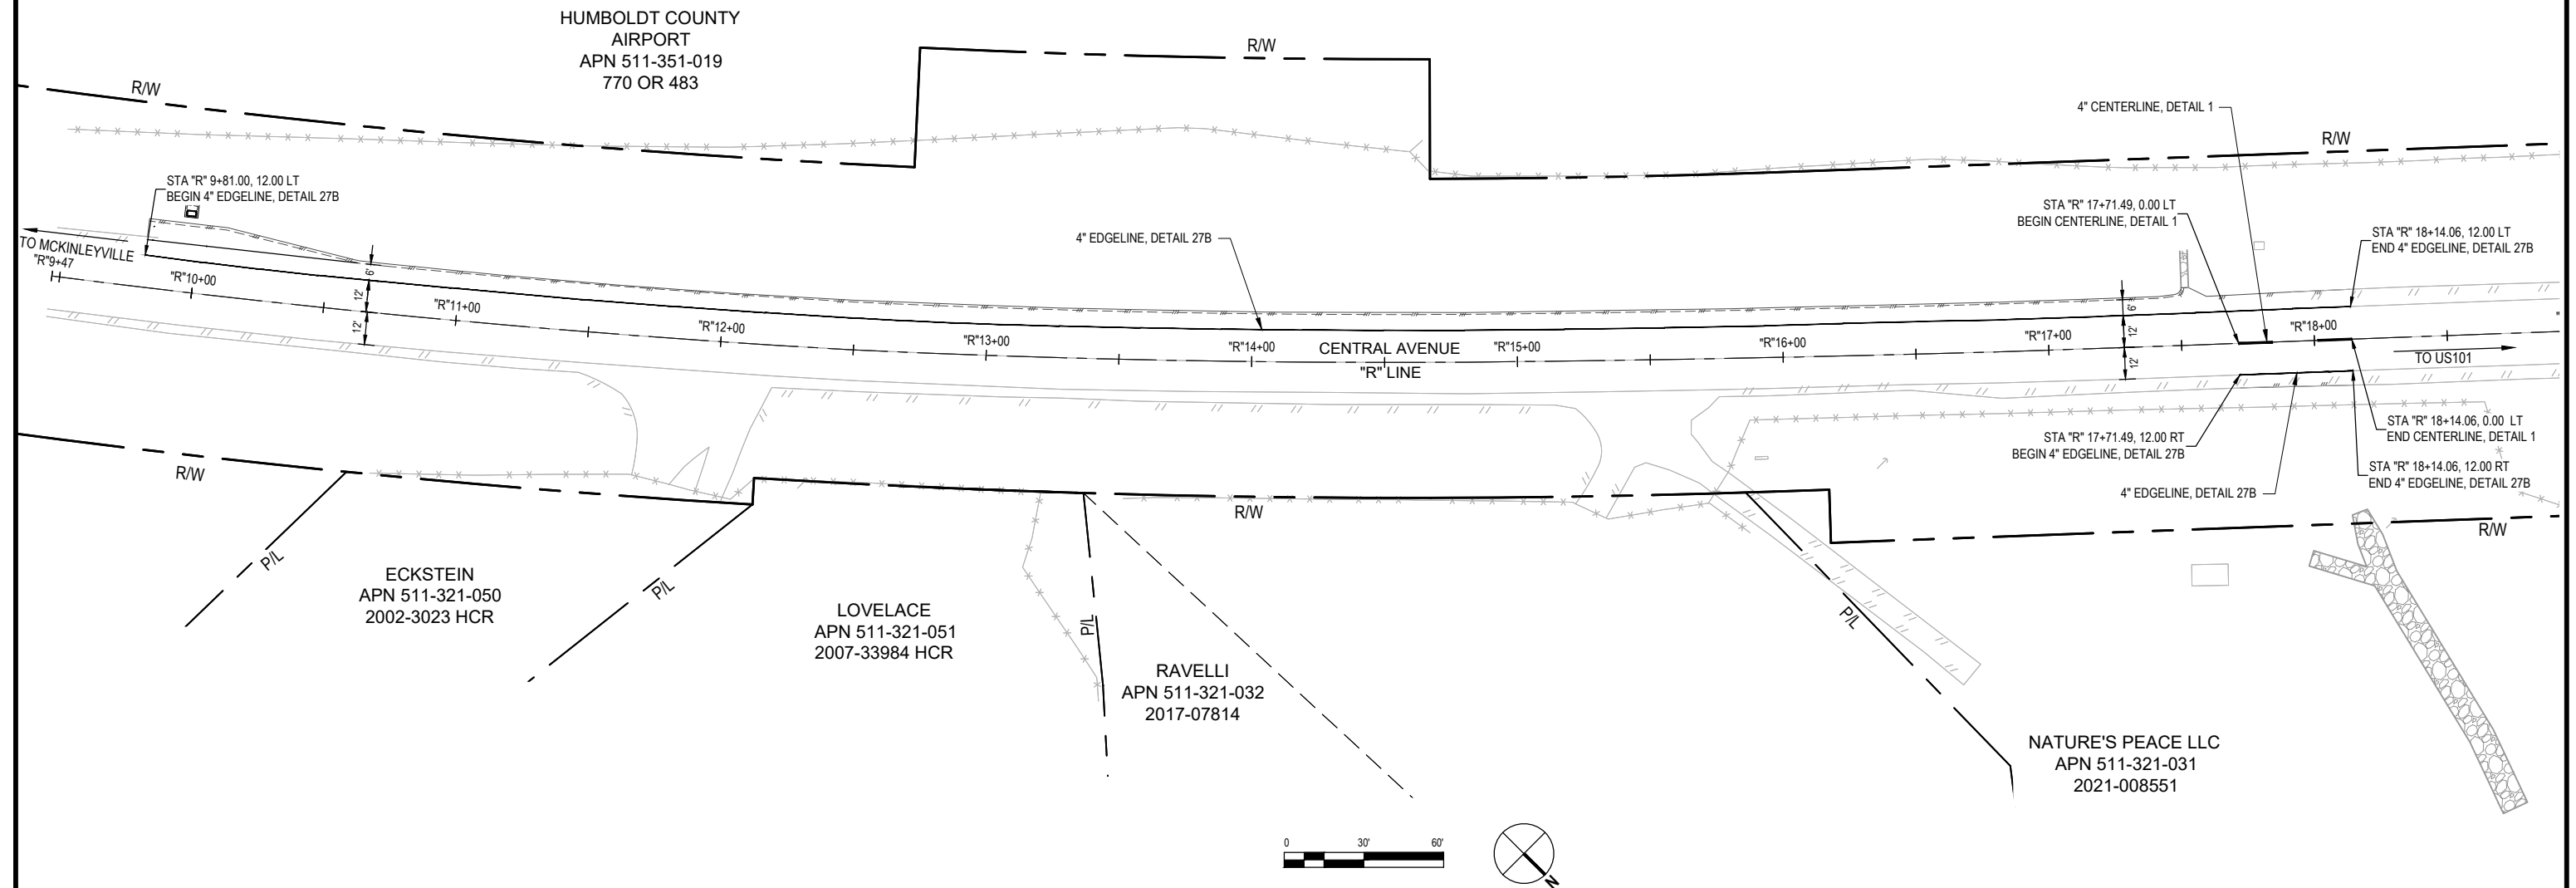 HUMBOLDT COUNTY
AIRPORT
APN 511-351-019
770 OR 483
R/W
R/W
4" CENTERLINE, DETAIL 1
R/W
STA "R" 9+81.00, 12.00 LT
BEGIN 4" EDGELINE, DETAIL 27B
STA "R" 17+71.49, 0.00 LT
BEGIN CENTERLINE, DETAIL 1
STA "R" 18+14.06, 12.00 LT
END 4" EDGELINE, DETAIL 27B
4" EDGELINE, DETAIL 27B
TO MCKINLEYVILLE
"R"9+47
"R"10+00
"R"11+00
"R"12+00
"R"13+00
"R"14+00
"R"15+00
"R"16+00
"R"17+00
"R"18+00
6'
12'
12'
6'
12'
12'
CENTRAL AVENUE
"R" LINE
TO US101
STA "R" 18+14.06, 0.00 LT
END CENTERLINE, DETAIL 1
STA "R" 17+71.49, 12.00 RT
BEGIN 4" EDGELINE, DETAIL 27B
STA "R" 18+14.06, 12.00 RT
END 4" EDGELINE, DETAIL 27B
4" EDGELINE, DETAIL 27B
R/W
R/W
R/W
P/L
P/L
P/L
P/L
ECKSTEIN
APN 511-321-050
2002-3023 HCR
LOVELACE
APN 511-321-051
2007-33984 HCR
RAVELLI
APN 511-321-032
2017-07814
NATURE'S PEACE LLC
APN 511-321-031
2021-008551
0 30' 60'
N